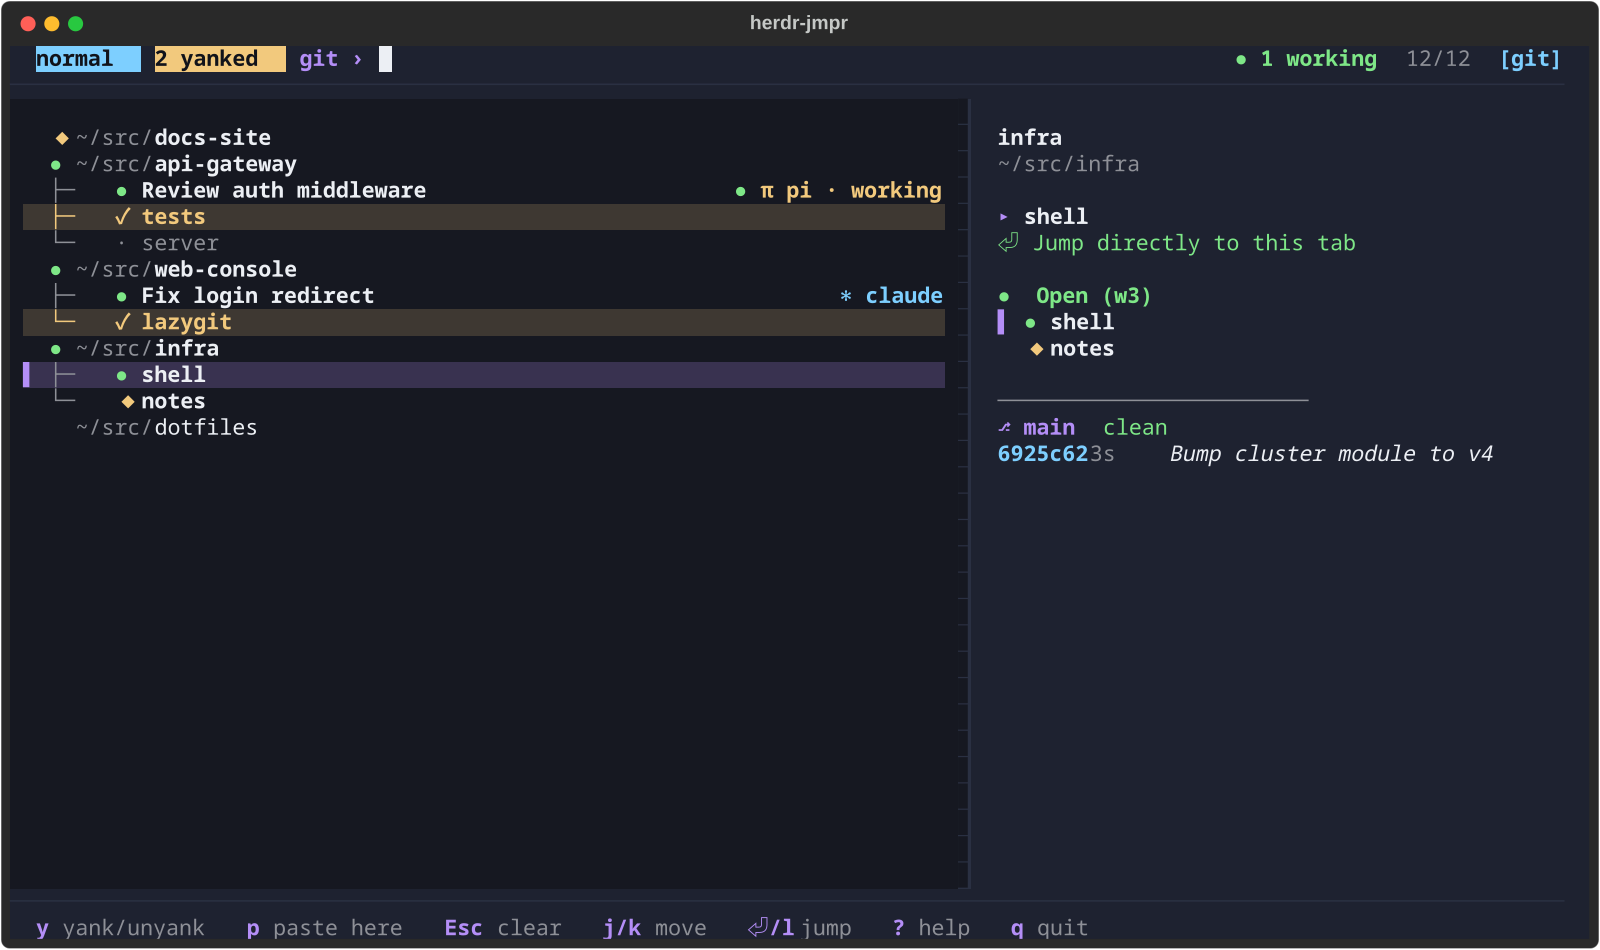 herdr-jmpr
normal 2 yanked git › ● 1 working 12/12 [git]
◆ ~/src/docs-site
● ~/src/api-gateway
├─ ● Review auth middleware ● π pi · working
├─ ✓ tests
└─ · server
● ~/src/web-console
├─ ● Fix login redirect * claude
└─ ✓ lazygit
● ~/src/infra
├─ ● shell
└─ ◆ notes
~/src/dotfiles
infra
~/src/infra
▸ shell
⏎ Jump directly to this tab
● Open (w3)
● shell
◆ notes
⎇ main clean
6925c623s Bump cluster module to v4
y yank/unyank p paste here Esc clear j/k move ⏎/l jump ? help q quit